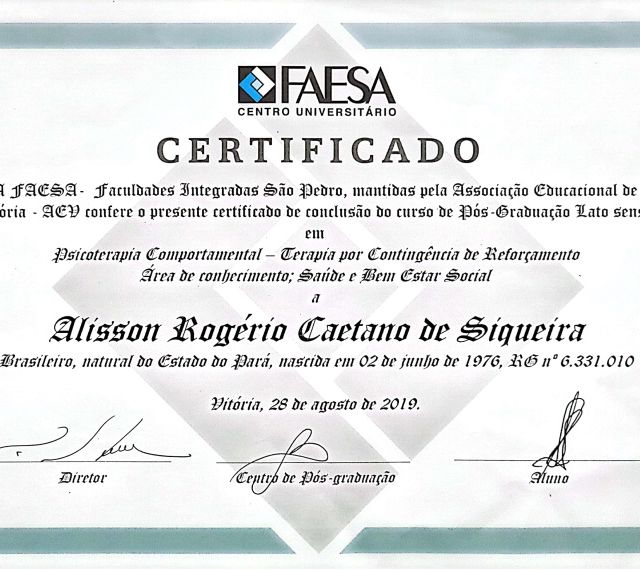 FAESA
CENTRO UNIVERSITÁRIO
CERTIFICADO
A FAESA- Faculdades Integradas São Pedro, mantidas pela Associação Educacional de
ória - AEV confere o presente certificado de conclusão do curso de Pós-Graduação Lato sens
em
Psicoterapia Comportamental – Terapia por Contingência de Reforçamento
Área de conhecimento; Saúde e Bem Estar Social
a
Alisson Rogério Caetano de Siqueira
Brasileiro, natural do Estado do Pará, nascida em 02 de junho de 1976, RG nº 6.331.010
Vitória, 28 de agosto de 2019.
Diretor
Centro de Pós-graduação
Aluno